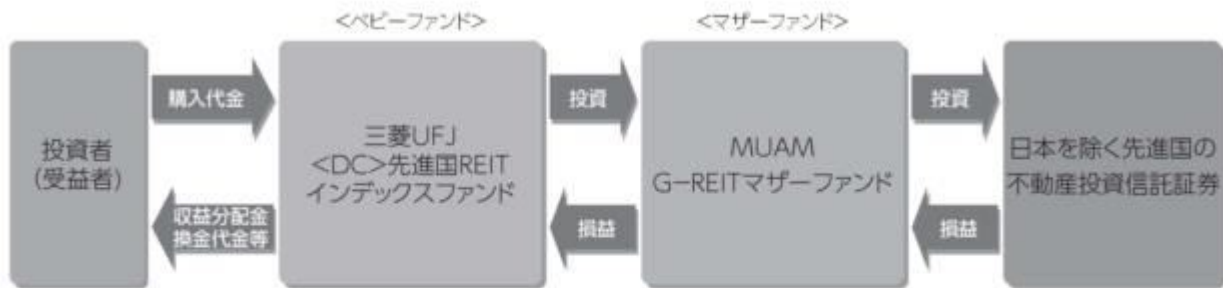 <ベビーファンド>
<マザーファンド>
投資者
(受益者)
購入代金
収益分配金
換金代金等
三菱UFJ
<DC>先進国REIT
インデックスファンド
投資
損益
MUAM
G-REITマザーファンド
投資
損益
日本を除く先進国の
不動産投資信託証券